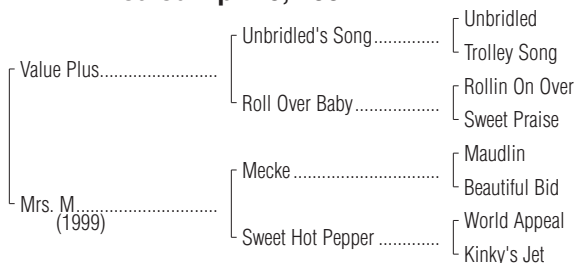 Unbridled
Unbridled's Song
Trolley Song
Value Plus
Rollin On Over
Roll Over Baby
Sweet Praise
Maudlin
Mecke
Beautiful Bid
Mrs. M.
(1999)
World Appeal
Sweet Hot Pepper
Kinky's Jet